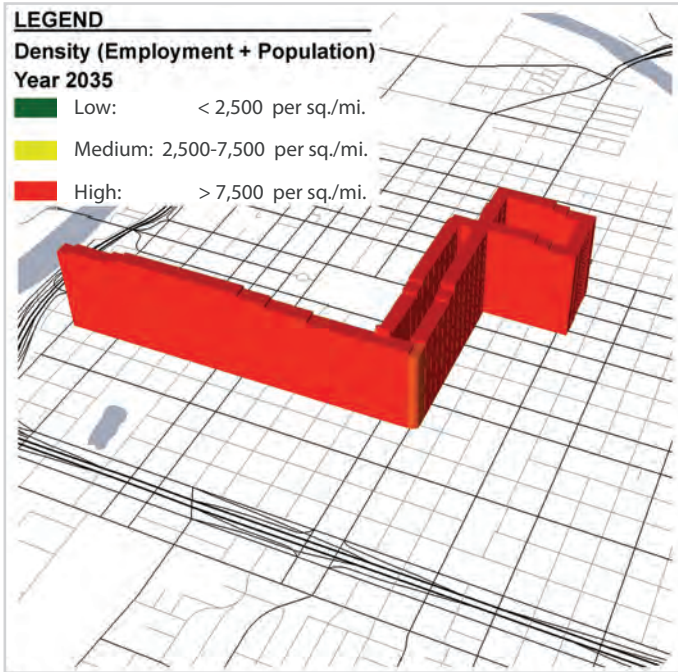 LEGEND
Density (Employment + Population)
Year 2035
Low: < 2,500 per sq./mi.
Medium: 2,500-7,500 per sq./mi.
High: > 7,500 per sq./mi.